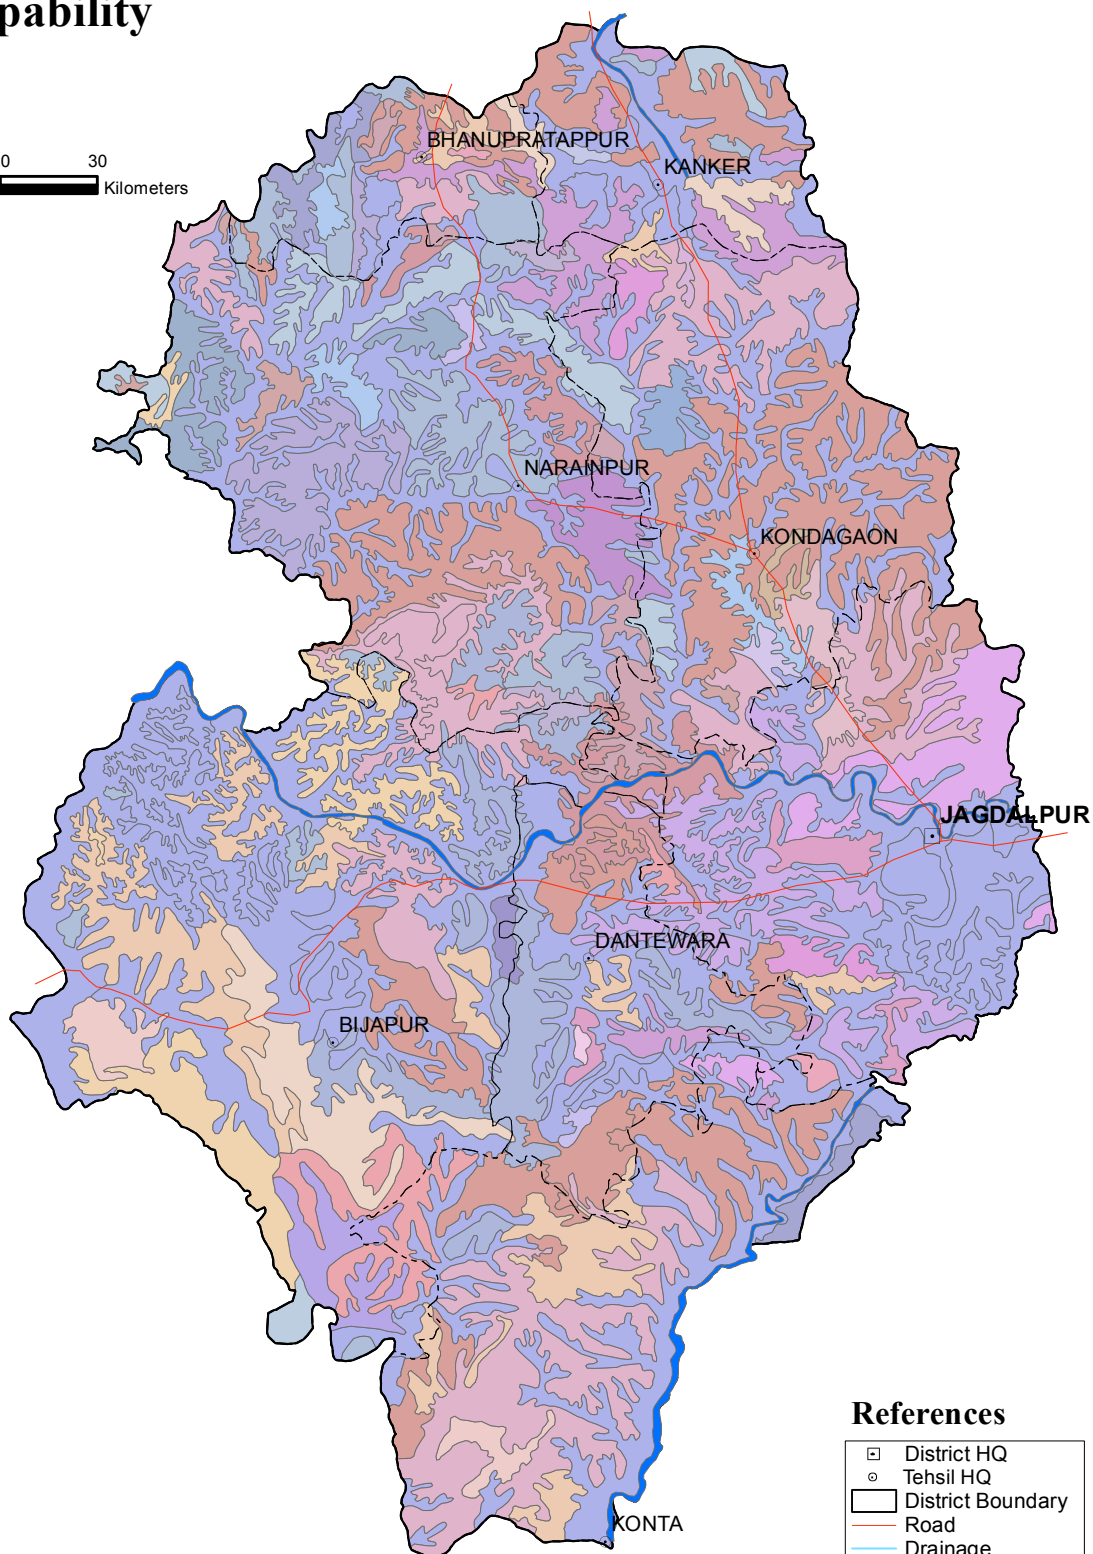 pability
0 30
Kilometers
BHANUPRATAPPUR
KANKER
NARAINPUR
KONDAGAON
JAGDALPUR
DANTEWARA
BIJAPUR
KONTA
References
District HQ
Tehsil HQ
District Boundary
Road
Drainage